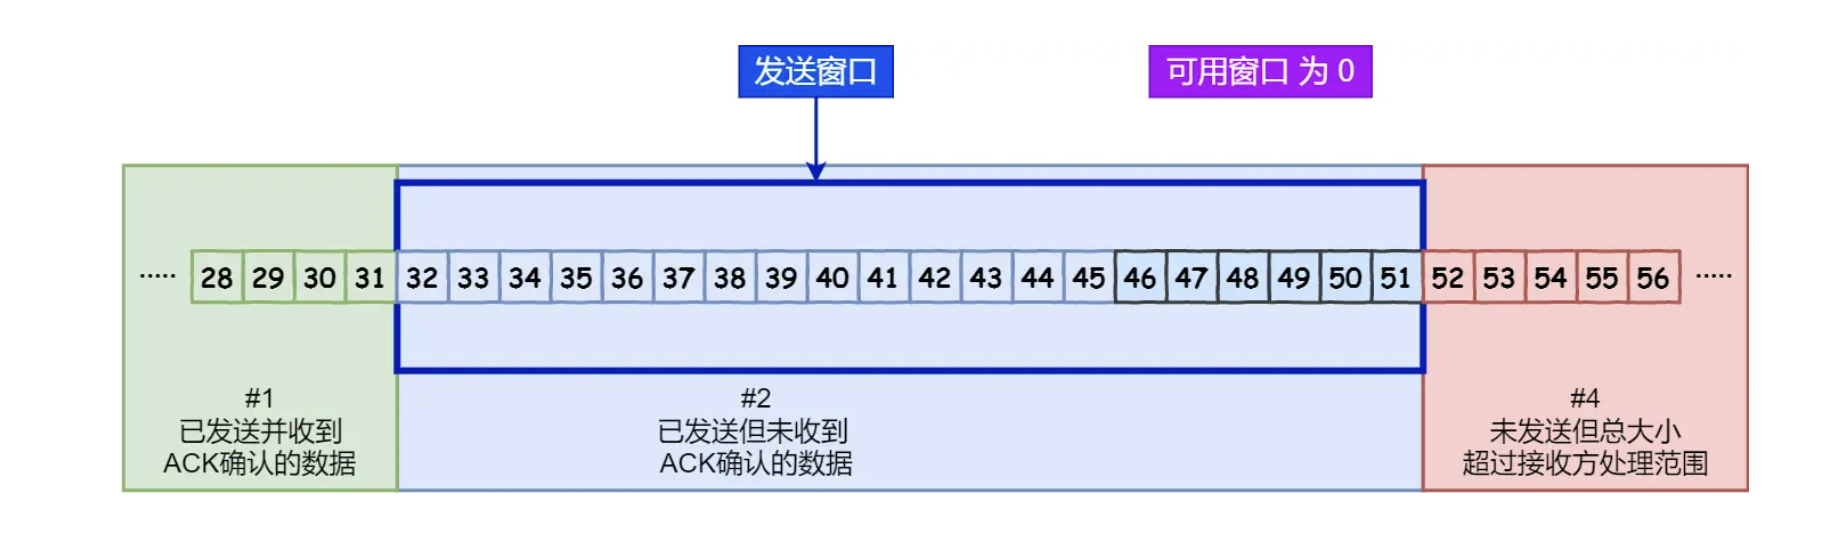 发送窗口
可用窗口 为 0
..... 28 29 30 31 32 33 34 35 36 37 38 39 40 41 42 43 44 45 46 47 48 49 50 51 52 53 54 55 56 .....
#1
已发送并收到
ACK确认的数据
#2
已发送但未收到
ACK确认的数据
#4
未发送但总大小
超过接收方处理范围